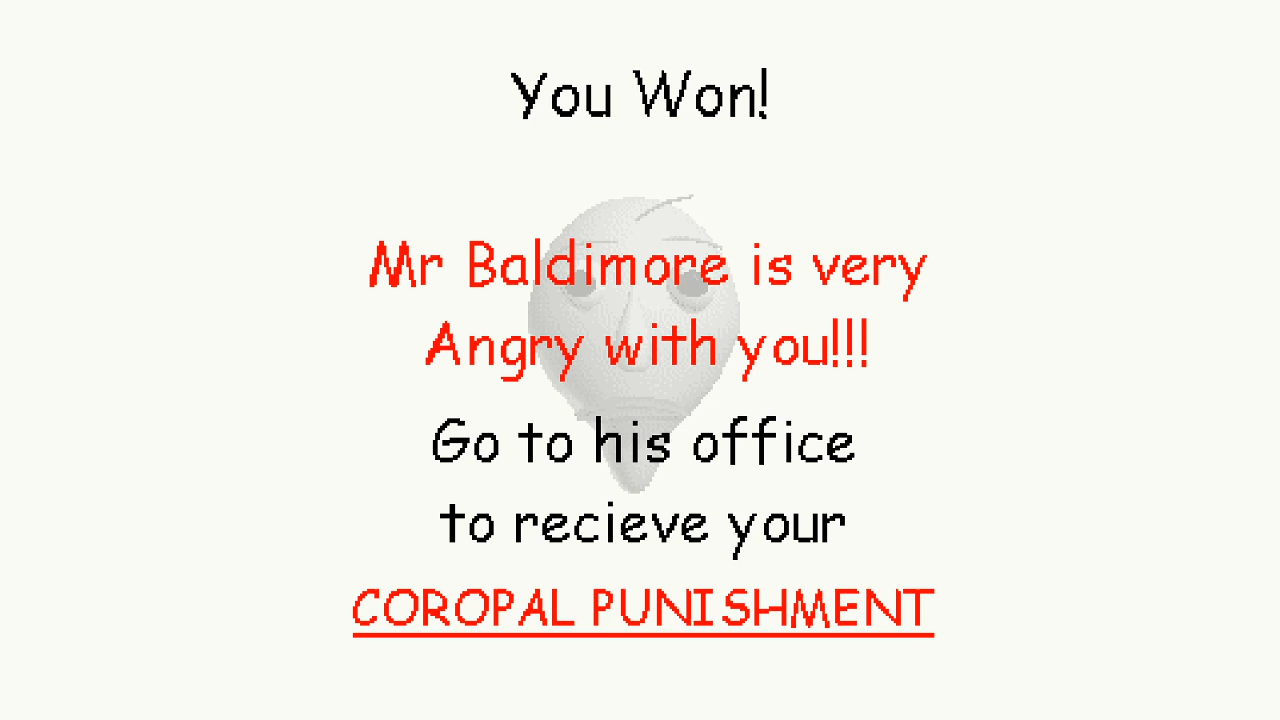 You Won!
Mr Baldimore is very
Angry with you!!!
Go to his office
to recieve your
COROPAL PUNISHMENT